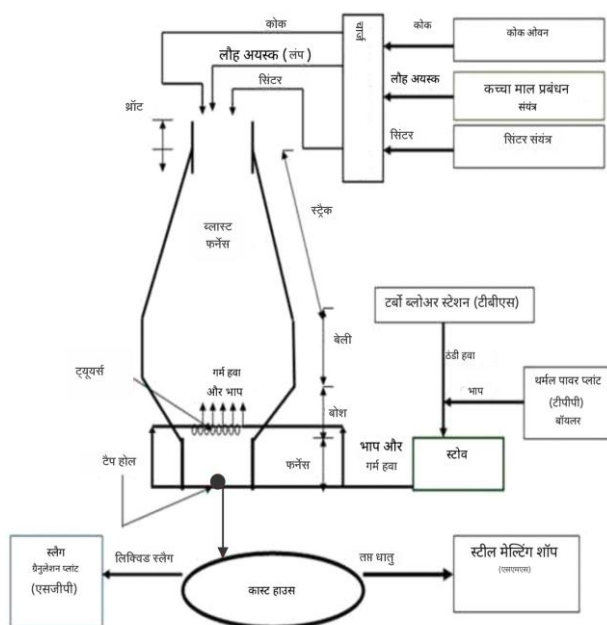 कोक
चार्ज
कोक
कोक ओवन
लौह अयस्क (लंप)
लौह अयस्क
कच्चा माल प्रबंधन
संयंत्र
सिंटर
सिंटर
सिंटर संयंत्र
थ्रॉट
स्ट्रैक
ब्लास्ट
फर्नेस
टर्बो ब्लोअर स्टेशन (टीबीएस)
बेली
ठंडी हवा
ट्यूयर्स
गर्म हवा
और भाप
भाप
थर्मल पावर प्लांट
(टीपीपी)
बॉयलर
बोश
टैप होल
फर्नेस
भाप और
गर्म हवा
स्टोव
स्लैग
ग्रैनुलेशन प्लांट
(एसजीपी)
लिक्विड स्लैग
कास्ट हाउस
तप्त धातु
स्टील मेल्टिंग शॉप
(एसएमएस)